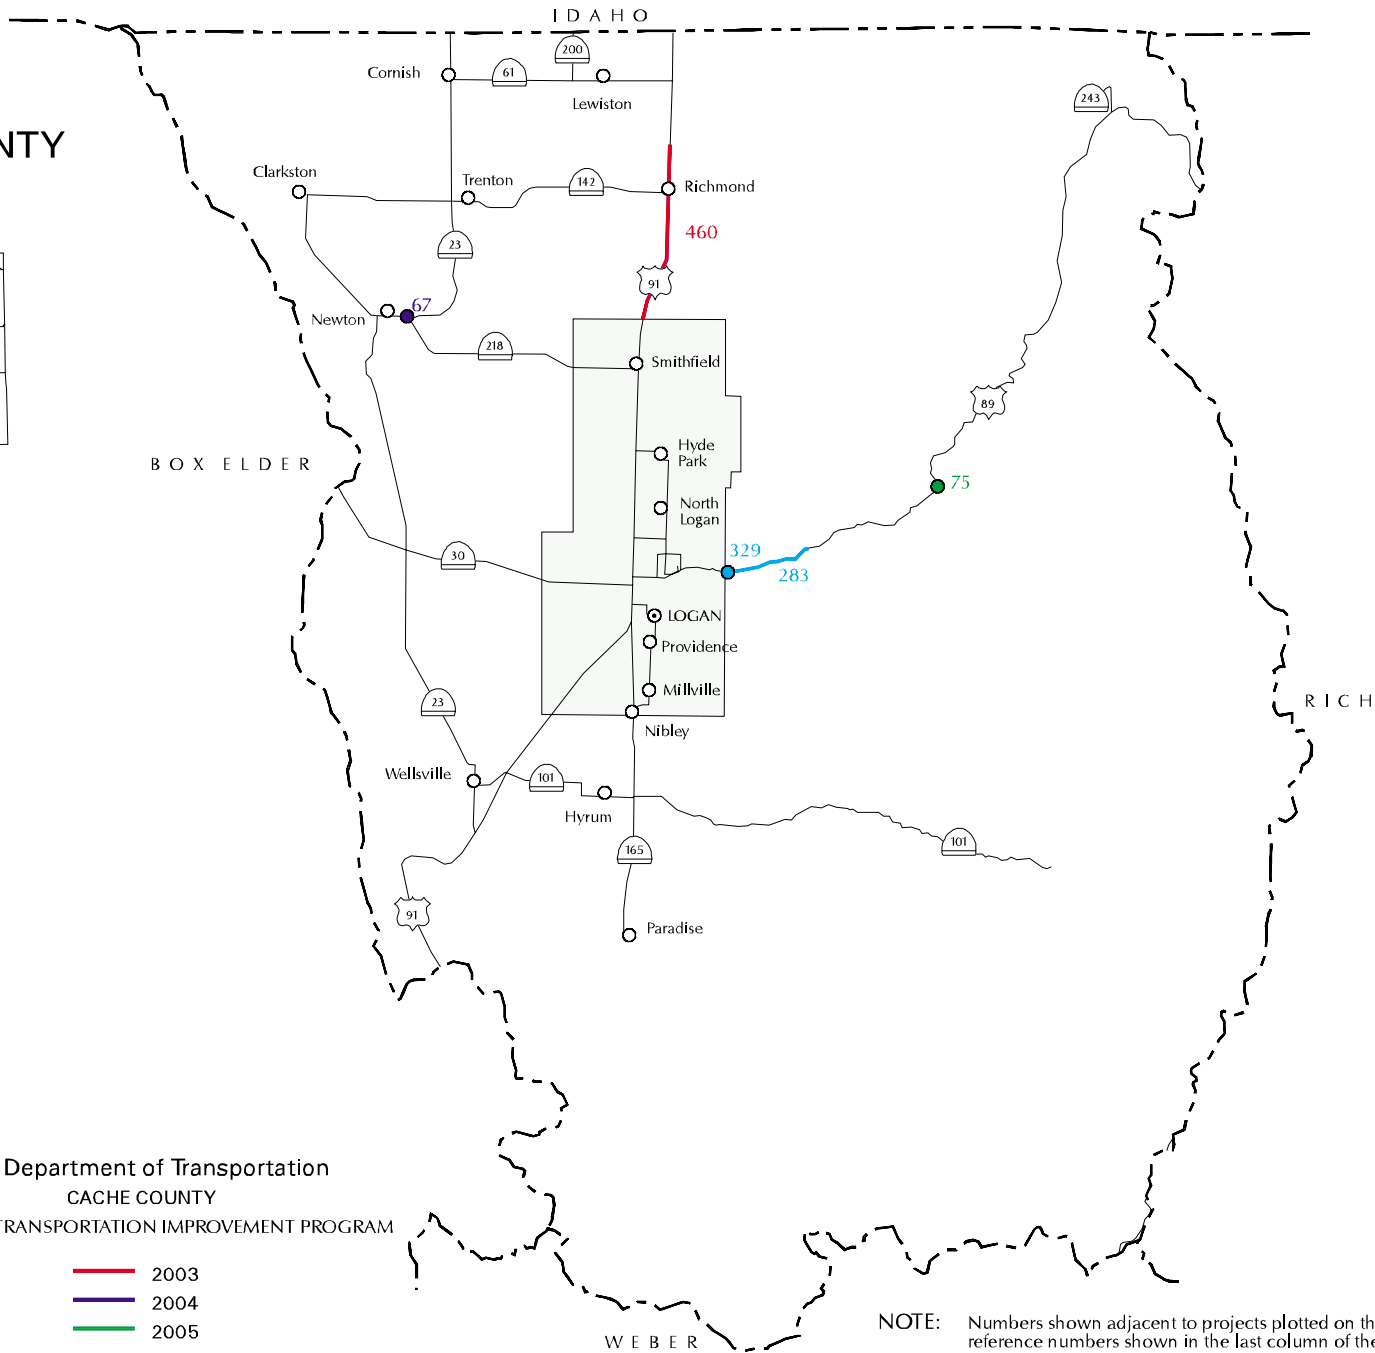 IDAHO
200
Cornish
61
Lewiston
243
NTY
Clarkston
Trenton
142
Richmond
460
23
91
67
Newton
218
Smithfield
89
Hyde
Park
BOX ELDER
75
North
Logan
329
30
283
LOGAN
Providence
Millville
23
RICH
Nibley
Wellsville
101
Hyrum
165
101
91
Paradise
Department of Transportation
CACHE COUNTY
TRANSPORTATION IMPROVEMENT PROGRAM
2003
2004
2005
WEBER
NOTE: Numbers shown adjacent to projects plotted on th
reference numbers shown in the last column of the